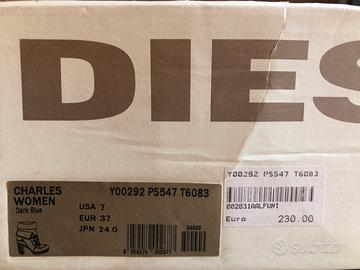 DIES
Y00292 PS547 T6083
002031AALFUWI
Euro 230.00
CHARLES
WOMEN
Dark Blue
Y00292 PS547 T6083
USA 7
EUR 37
JPN 24.0
54000
subito